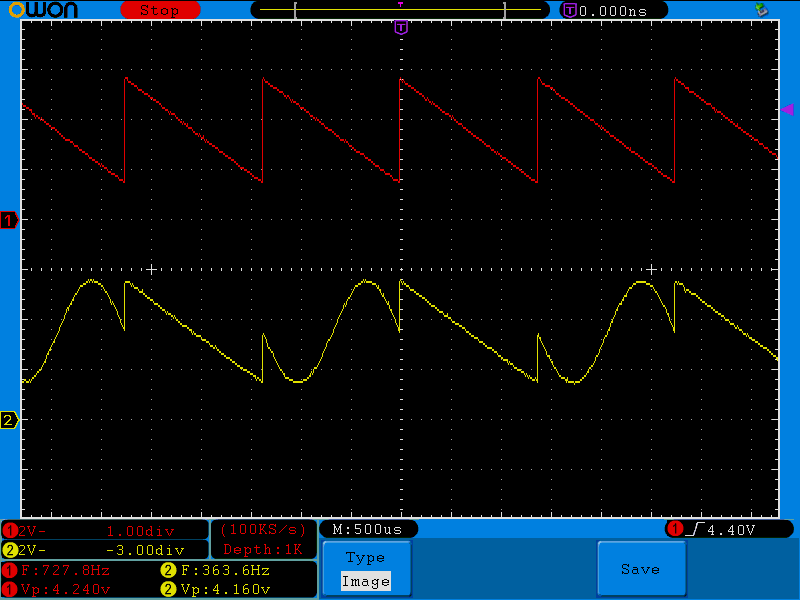 OWON Stop T 0.000ns
T
1
2
1 2V~ 1.00div (100KS/s) M:500us 1 4.40V
2 2V~ -3.00div Depth:1K
1 F:727.8Hz 2 F:363.6Hz Type Save
1 Vp:4.240v 2 Vp:4.160v Image